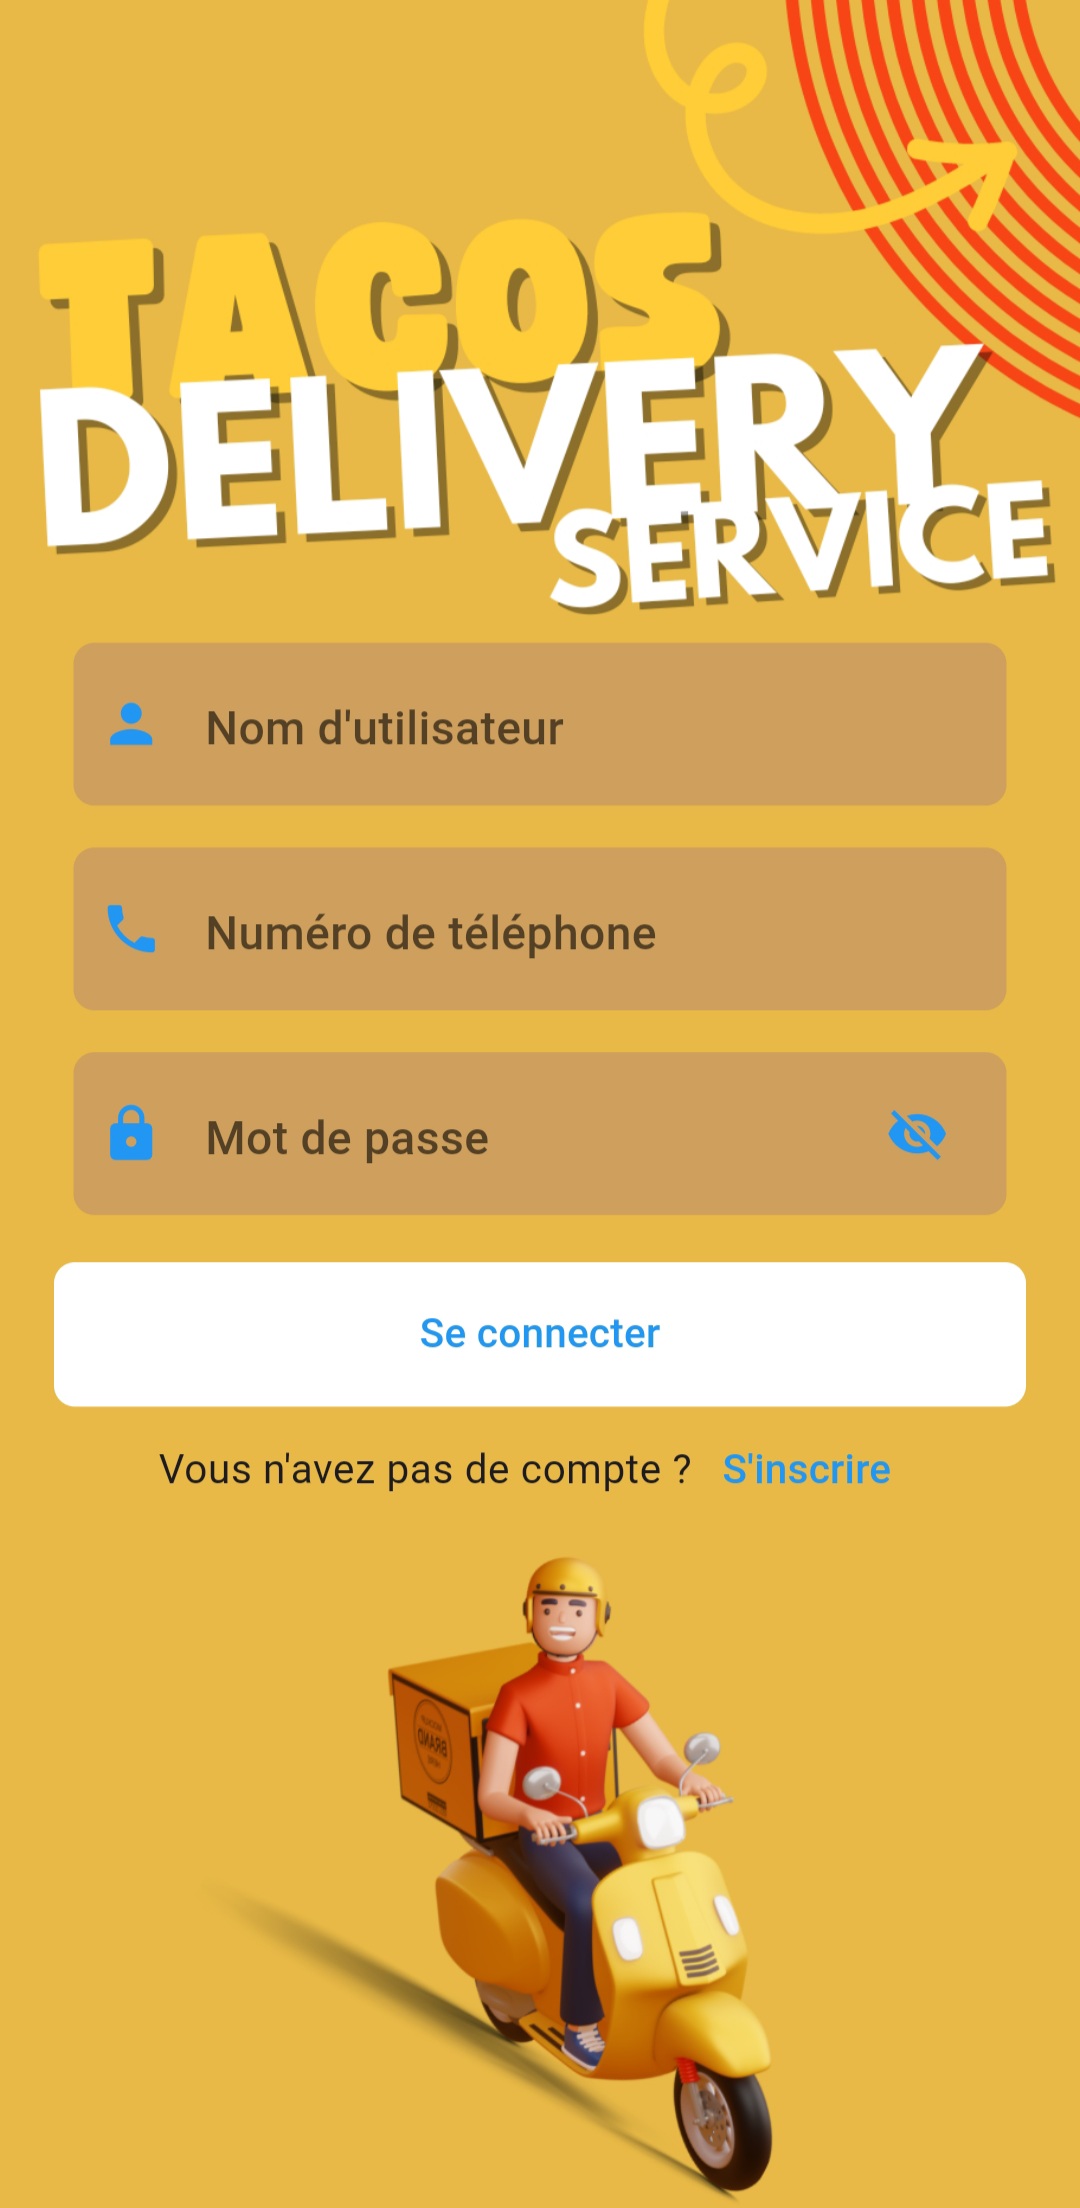 TACOS
DELIVERY
SERVICE
Nom d'utilisateur
Numéro de téléphone
Mot de passe
Se connecter
Vous n'avez pas de compte ? S'inscrire
BRAND